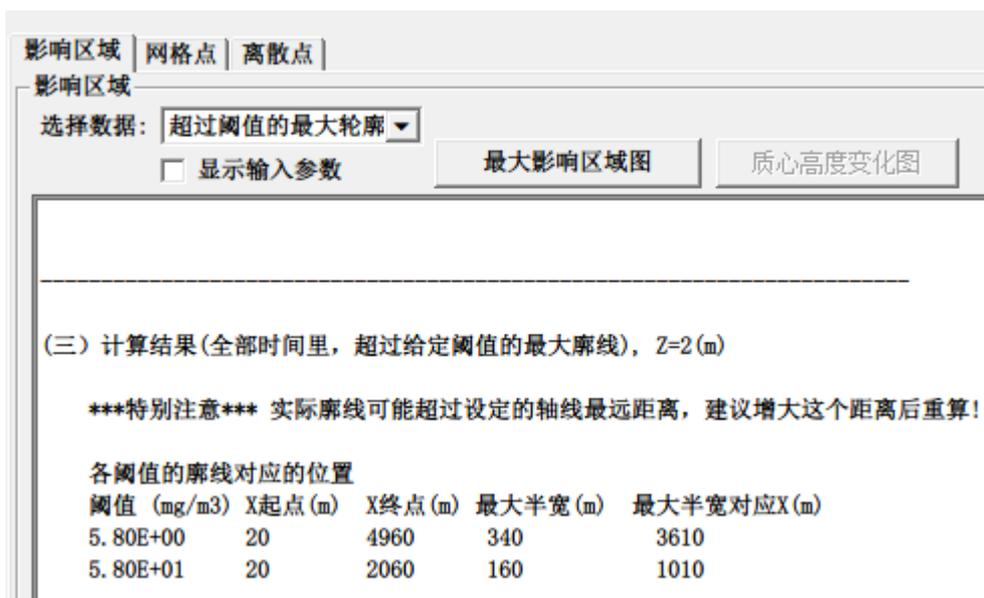 影响区域 网格点 离散点
影响区域
选择数据: 超过阈值的最大轮廓
显示输入参数 最大影响区域图 质心高度变化图
(三）计算结果(全部时间里，超过给定阈值的最大廓线), Z=2(m)
***特别注意*** 实际廓线可能超过设定的轴线最远距离，建议增大这个距离后重算!
各阈值的廓线对应的位置
阈值 (mg/m3) X起点(m) X终点(m) 最大半宽(m) 最大半宽对应X(m)
5.80E+00 20 4960 340 3610
5.80E+01 20 2060 160 1010